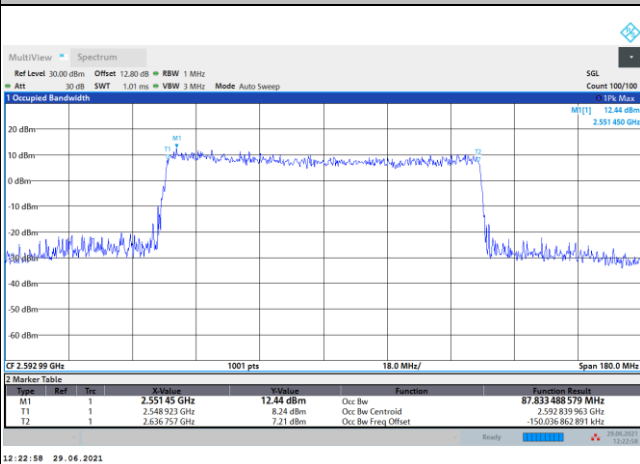 MultiView Spectrum
Ref Level 30.00 dBm Offset 12.80 dB RBW 1 MHz SGL
Att 30 dB SWT 1.01 ms VBW 3 MHz Mode Auto Sweep Count 100/100
1 Occupied Bandwidth 1Pk Max
M1[1] 12.44 dBm
2.551 450 GHz
20 dBm
M1
T1 T2
10 dBm
0 dBm
-10 dBm
-20 dBm
-30 dBm
-40 dBm
-60 dBm
CF 2.592 99 GHz 1001 pts 18.0 MHz/ Span 180.0 MHz
2 Marker Table
Type Ref Trc X-Value Y-Value Function Function Result
M1 1 2.551 45 GHz 12.44 dBm Occ Bw 87.833 488 579 MHz
T1 1 2.548 923 GHz 8.24 dBm Occ Bw Centroid 2.592 839 963 GHz
T2 1 2.636 757 GHz 7.21 dBm Occ Bw Freq Offset -150.036 862 891 kHz
Ready 29.06.2021
12:22:58
12:22:58 29.06.2021